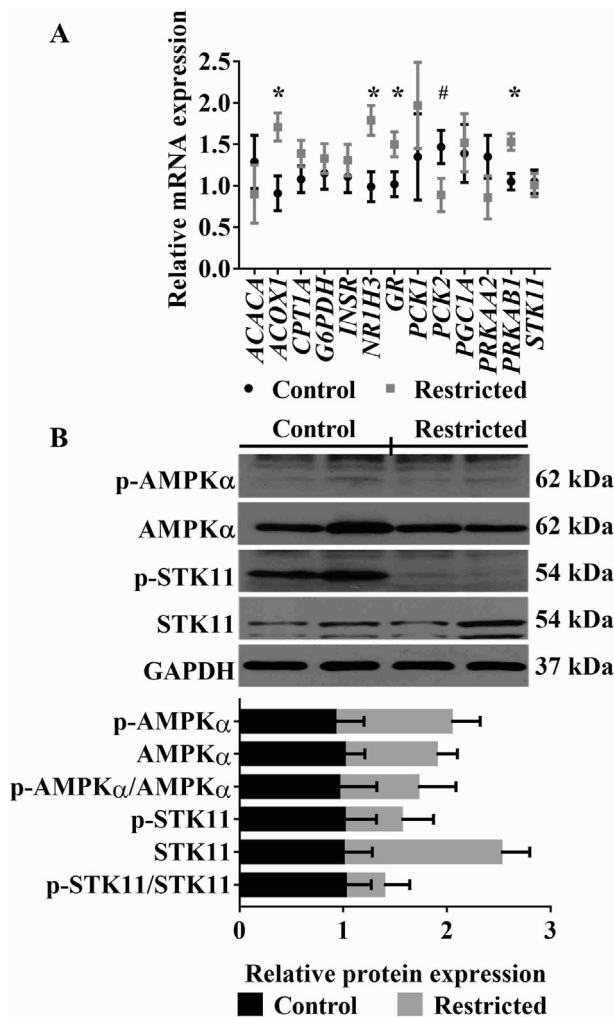 A
Relative mRNA expression
2.5
2.0
1.5
1.0
0.5
0.0
* * * # *
ACACA
ACOX1
CPT1A
G6PDH
INSR
NR1H3
GR
PCK1
PCK2
PGC1A
PRKAA2
PRKAB1
STK11
Control Restricted
B
Control Restricted
p-AMPKα 62 kDa
AMPKα 62 kDa
p-STK11 54 kDa
STK11 54 kDa
GAPDH 37 kDa
p-AMPKα
AMPKα
p-AMPKα/AMPKα
p-STK11
STK11
p-STK11/STK11
0 1 2 3
Relative protein expression
Control Restricted